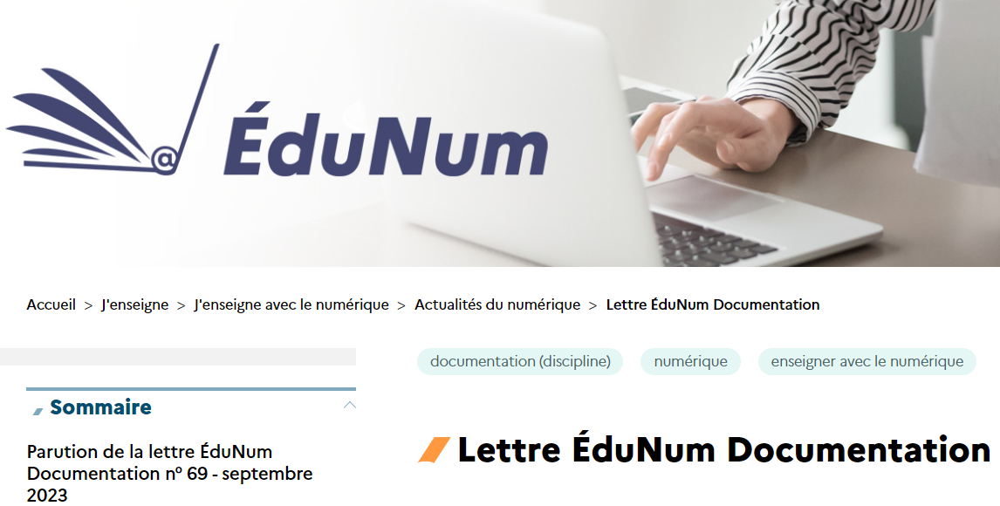 @ ÉduNum
Accueil > J'enseigne > J'enseigne avec le numérique > Actualités du numérique > Lettre ÉduNum Documentation
documentation (discipline) numérique enseigner avec le numérique
Sommaire
Lettre ÉduNum Documentation
Parution de la lettre ÉduNum
Documentation nº 69 - septembre
2023